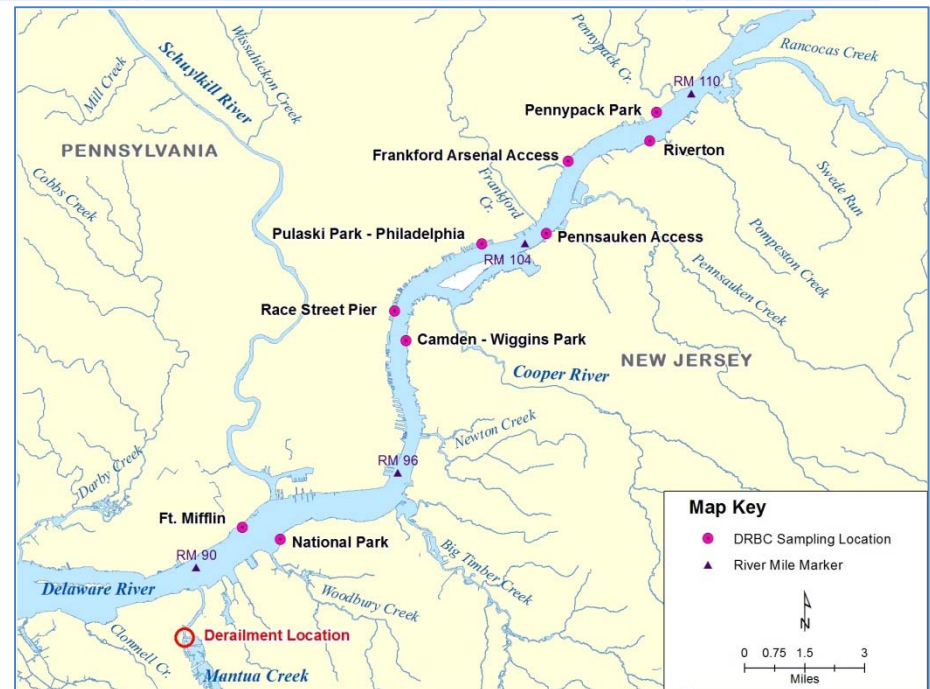 Pennypack Cr.
Rancocas Creek
Wissahickon Creek
Mill Creek
Schuylkill River
RM 110
Pennypack Park
PENNSYLVANIA
Riverton
Frankford Arsenal Access
Swede Run
Cobbs Creek
Frankford
Cr.
Pompeston Creek
Pulaski Park - Philadelphia
Pennsauken Access
RM 104
Pennsauken Creek
Race Street Pier
Camden - Wiggins Park
NEW JERSEY
Cooper River
Newton Creek
RM 96
Darby Creek
Ft. Mifflin
National Park
Big Timber Creek
RM 90
Delaware River
Woodbury Creek
Derailment Location
Clonmell Cr.
Mantua Creek
Map Key
DRBC Sampling Location
River Mile Marker
N
0 0.75 1.5 3
Miles